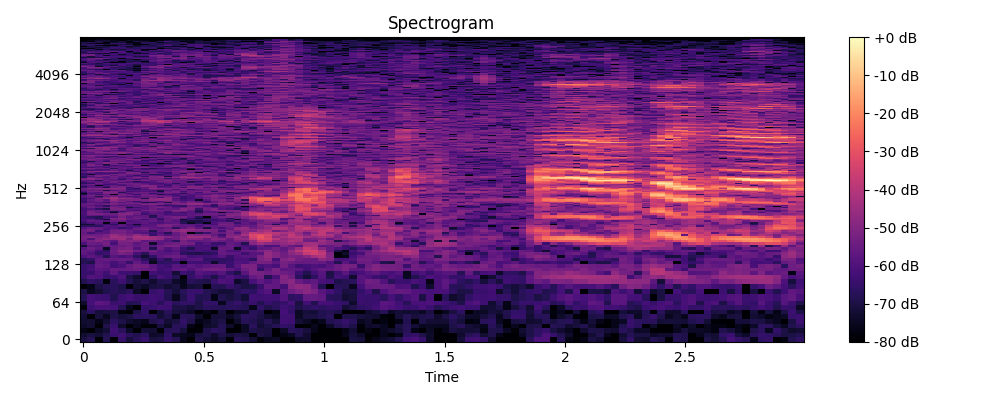 Spectrogram
4096
2048
1024
512
256
128
64
0
Hz
0
0.5
1
1.5
2
2.5
Time
+0 dB
-10 dB
-20 dB
-30 dB
-40 dB
-50 dB
-60 dB
-70 dB
-80 dB